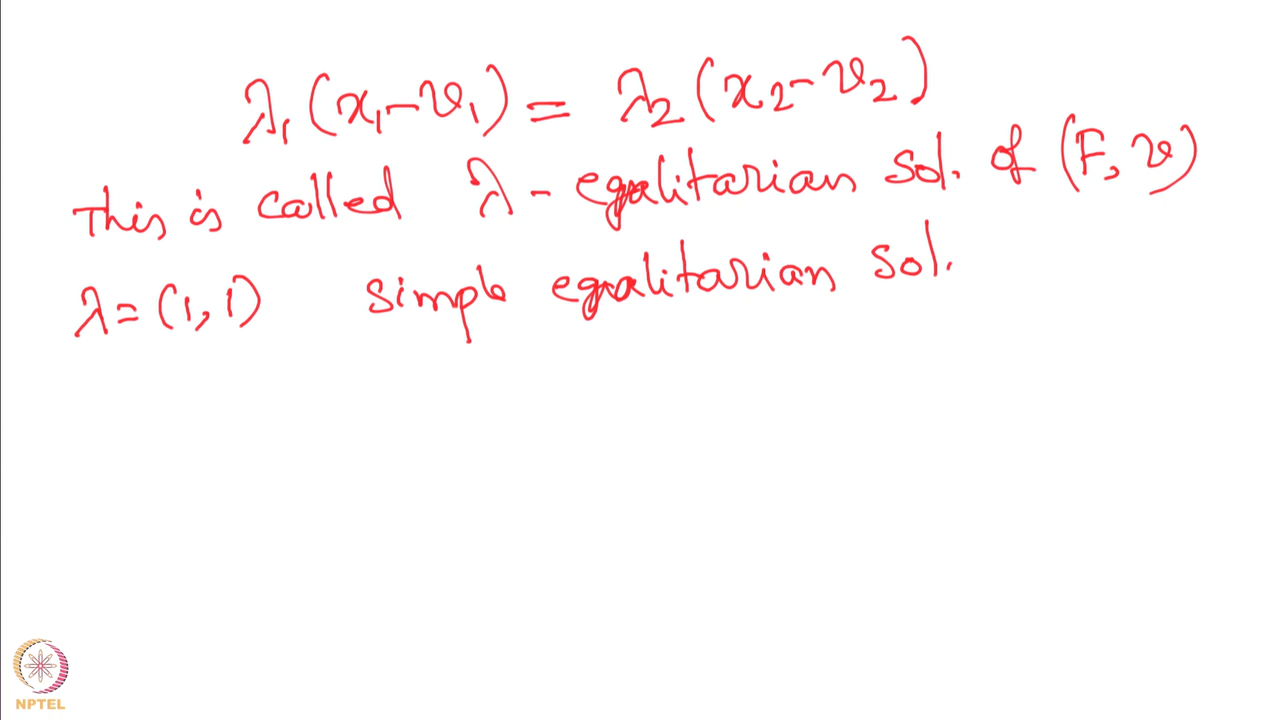 λ₁(x₁-v₁) = λ₂(x₂-v₂)
This is called λ-egalitarian sol. of (F, v)
λ = (1, 1) simple egalitarian sol.
NPTEL